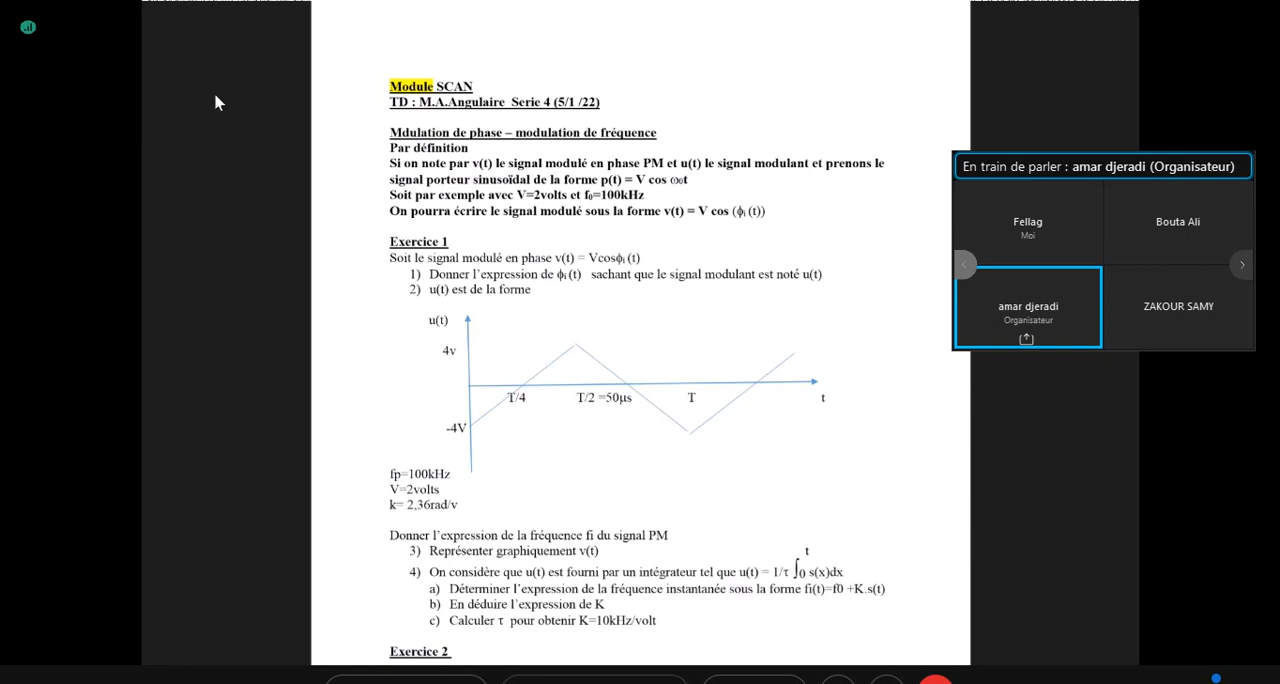 Module SCAN
TD : M.A.Angulaire Serie 4 (5/1 /22)
Mdulation de phase – modulation de fréquence
Par définition
Si on note par v(t) le signal modulé en phase PM et u(t) le signal modulant et prenons le
signal porteur sinusoïdal de la forme p(t) = V cos ω₀t
Soit par exemple avec V=2volts et f₀=100kHz
On pourra écrire le signal modulé sous la forme v(t) = V cos (ϕᵢ (t))
Exercice 1
Soit le signal modulé en phase v(t) = Vcosϕᵢ (t)
1) Donner l'expression de ϕᵢ (t) sachant que le signal modulant est noté u(t)
2) u(t) est de la forme
u(t)
4v
T/4 T/2 =50µs T t
-4V
fp=100kHz
V=2volts
k= 2,36rad/v
Donner l'expression de la fréquence fi du signal PM
3) Représenter graphiquement v(t)
t
4) On considère que u(t) est fourni par un intégrateur tel que u(t) = 1/τ ∫0 s(x)dx
a) Déterminer l'expression de la fréquence instantanée sous la forme fi(t)=f0 +K.s(t)
b) En déduire l'expression de K
c) Calculer τ pour obtenir K=10kHz/volt
Exercice 2
En train de parler : amar djeradi (Organisateur)
Fellag
Moi
Bouta Ali
amar djeradi
Organisateur
ZAKOUR SAMY